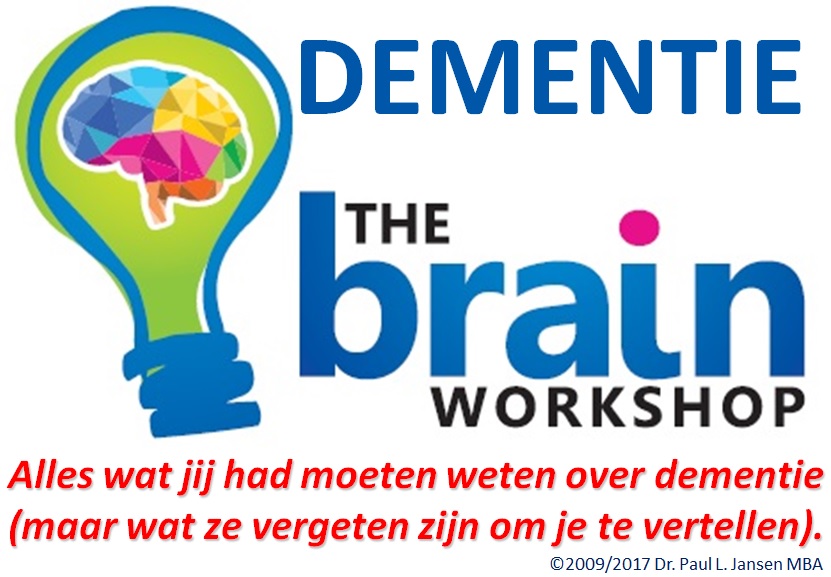 DEMENTIE
THE
brain
WORKSHOP
Alles wat jij had moeten weten over dementie
(maar wat ze vergeten zijn om je te vertellen).
©2009/2017 Dr. Paul L. Jansen MBA